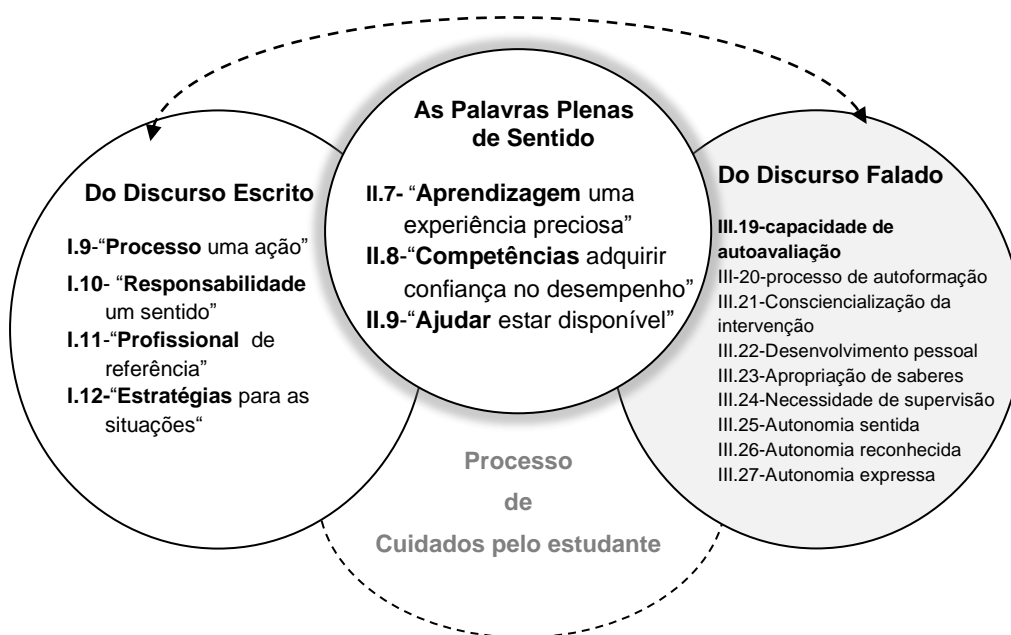 As Palavras Plenas
de Sentido
II.7- “Aprendizagem uma
experiência preciosa”
II.8-“Competências adquirir
confiança no desempenho”
II.9-“Ajudar estar disponível”
Do Discurso Escrito
I.9-“Processo uma ação”
I.10- “Responsabilidade
um sentido”
I.11-“Profissional de
referência”
I.12-“Estratégias para as
situações“
Do Discurso Falado
III.19-capacidade de
autoavaliação
III-20-processo de autoformação
III.21-Consciencialização da
intervenção
III.22-Desenvolvimento pessoal
III.23-Apropriação de saberes
III.24-Necessidade de supervisão
III.25-Autonomia sentida
III.26-Autonomia reconhecida
III.27-Autonomia expressa
Processo
de
Cuidados pelo estudante